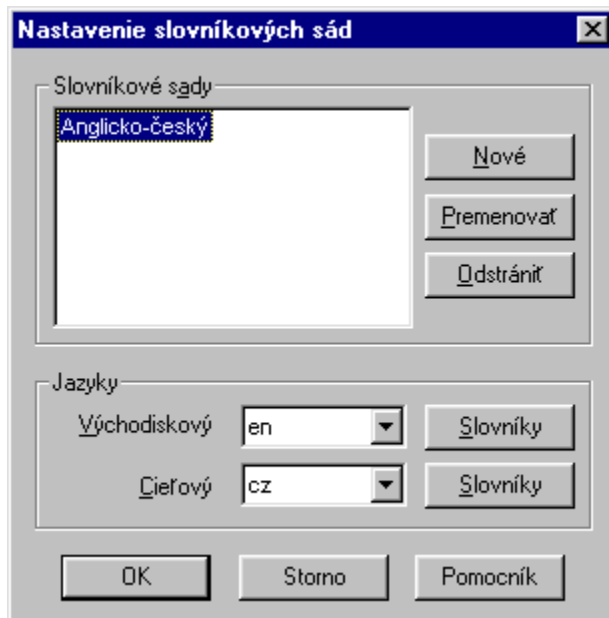 Nastavenie slovníkových sád
Slovníkové sady
Anglicko-český
Nové
Premenovať
Odstrániť
Jazyky
Východiskový
en
Slovníky
Cieľový
cz
Slovníky
OK
Storno
Pomocník